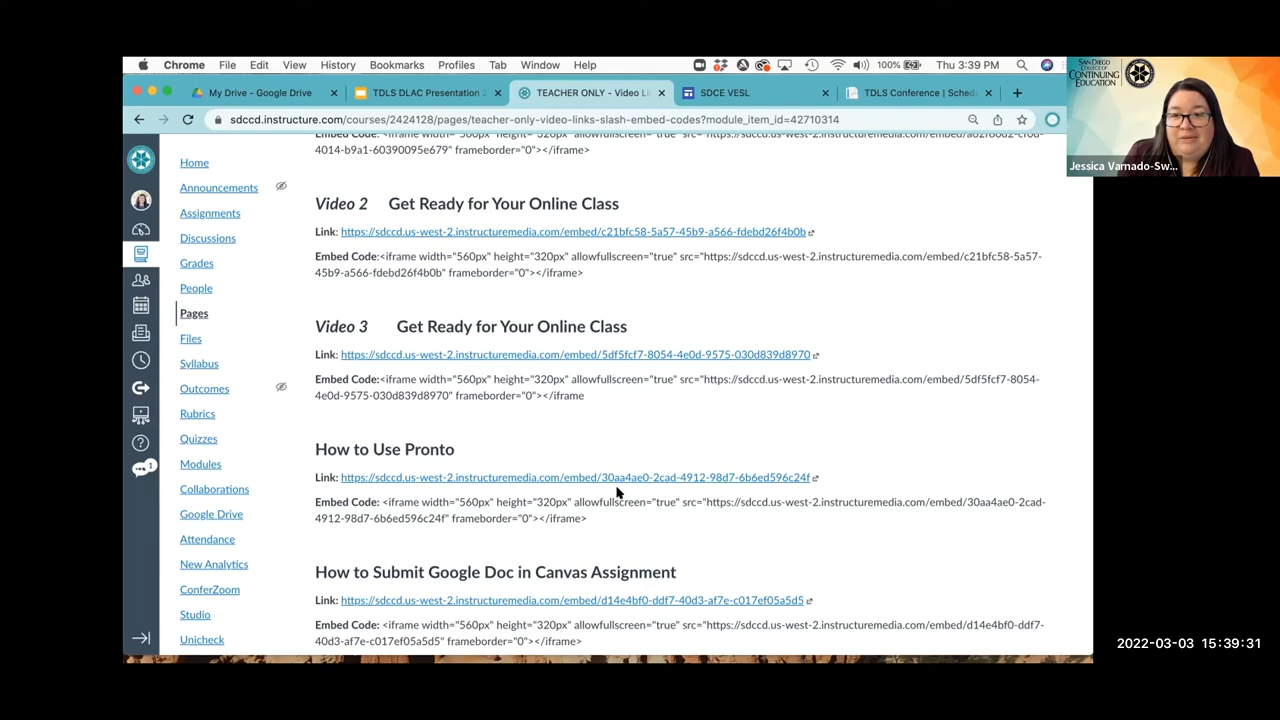 Chrome File Edit View History Bookmarks Profiles Tab Window Help 100% Thu 3:39 PM
My Drive - Google Drive TDLS DLAC Presentation 2 TEACHER ONLY - Video Li SDCE VESL TDLS Conference | Sched
sdccd.instructure.com/courses/2424128/pages/teacher-only-video-links-slash-embed-codes?module_item_id=42710314
SAN DIEGO
COLLEGE OF
CONTINUING
EDUCATION
Jessica Varnado-Sw...
Home
Announcements
Assignments
Discussions
Grades
People
Pages
Files
Syllabus
Outcomes
Rubrics
Quizzes
Modules
Collaborations
Google Drive
Attendance
New Analytics
ConferZoom
Studio
Unicheck
1
4014-b9a1-60390095e679" frameborder="0"></iframe>
Video 2 Get Ready for Your Online Class
Link: https://sdccd.us-west-2.instructuremedia.com/embed/c21bfc58-5a57-45b9-a566-fdebd26f4b0b
Embed Code:<iframe width="560px" height="320px" allowfullscreen="true" src="https://sdccd.us-west-2.instructuremedia.com/embed/c21bfc58-5a57-
45b9-a566-fdebd26f4b0b" frameborder="0"></iframe>
Video 3 Get Ready for Your Online Class
Link: https://sdccd.us-west-2.instructuremedia.com/embed/5df5fcf7-8054-4e0d-9575-030d839d8970
Embed Code:<iframe width="560px" height="320px" allowfullscreen="true" src="https://sdccd.us-west-2.instructuremedia.com/embed/5df5fcf7-8054-
4e0d-9575-030d839d8970" frameborder="0"></iframe
How to Use Pronto
Link: https://sdccd.us-west-2.instructuremedia.com/embed/30aa4ae0-2cad-4912-98d7-6b6ed596c24f
Embed Code: <iframe width="560px" height="320px" allowfullscreen="true" src="https://sdccd.us-west-2.instructuremedia.com/embed/30aa4ae0-2cad-
4912-98d7-6b6ed596c24f" frameborder="0"></iframe>
How to Submit Google Doc in Canvas Assignment
Link: https://sdccd.us-west-2.instructuremedia.com/embed/d14e4bf0-ddf7-40d3-af7e-c017ef05a5d5
Embed Code: <iframe width="560px" height="320px" allowfullscreen="true" src="https://sdccd.us-west-2.instructuremedia.com/embed/d14e4bf0-ddf7-
40d3-af7e-c017ef05a5d5" frameborder="0"></iframe>
2022-03-03 15:39:31